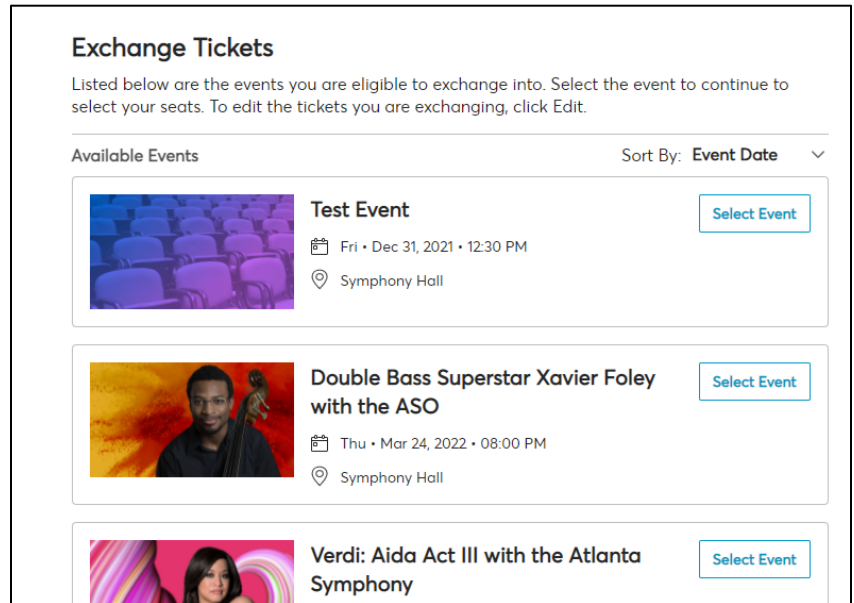 Exchange Tickets
Listed below are the events you are eligible to exchange into. Select the event to continue to
select your seats. To edit the tickets you are exchanging, click Edit.
Available Events
Sort By: Event Date
Test Event
Select Event
Fri • Dec 31, 2021 • 12:30 PM
Symphony Hall
Double Bass Superstar Xavier Foley
Select Event
with the ASO
Thu • Mar 24, 2022 • 08:00 PM
Symphony Hall
Verdi: Aida Act III with the Atlanta
Select Event
Symphony